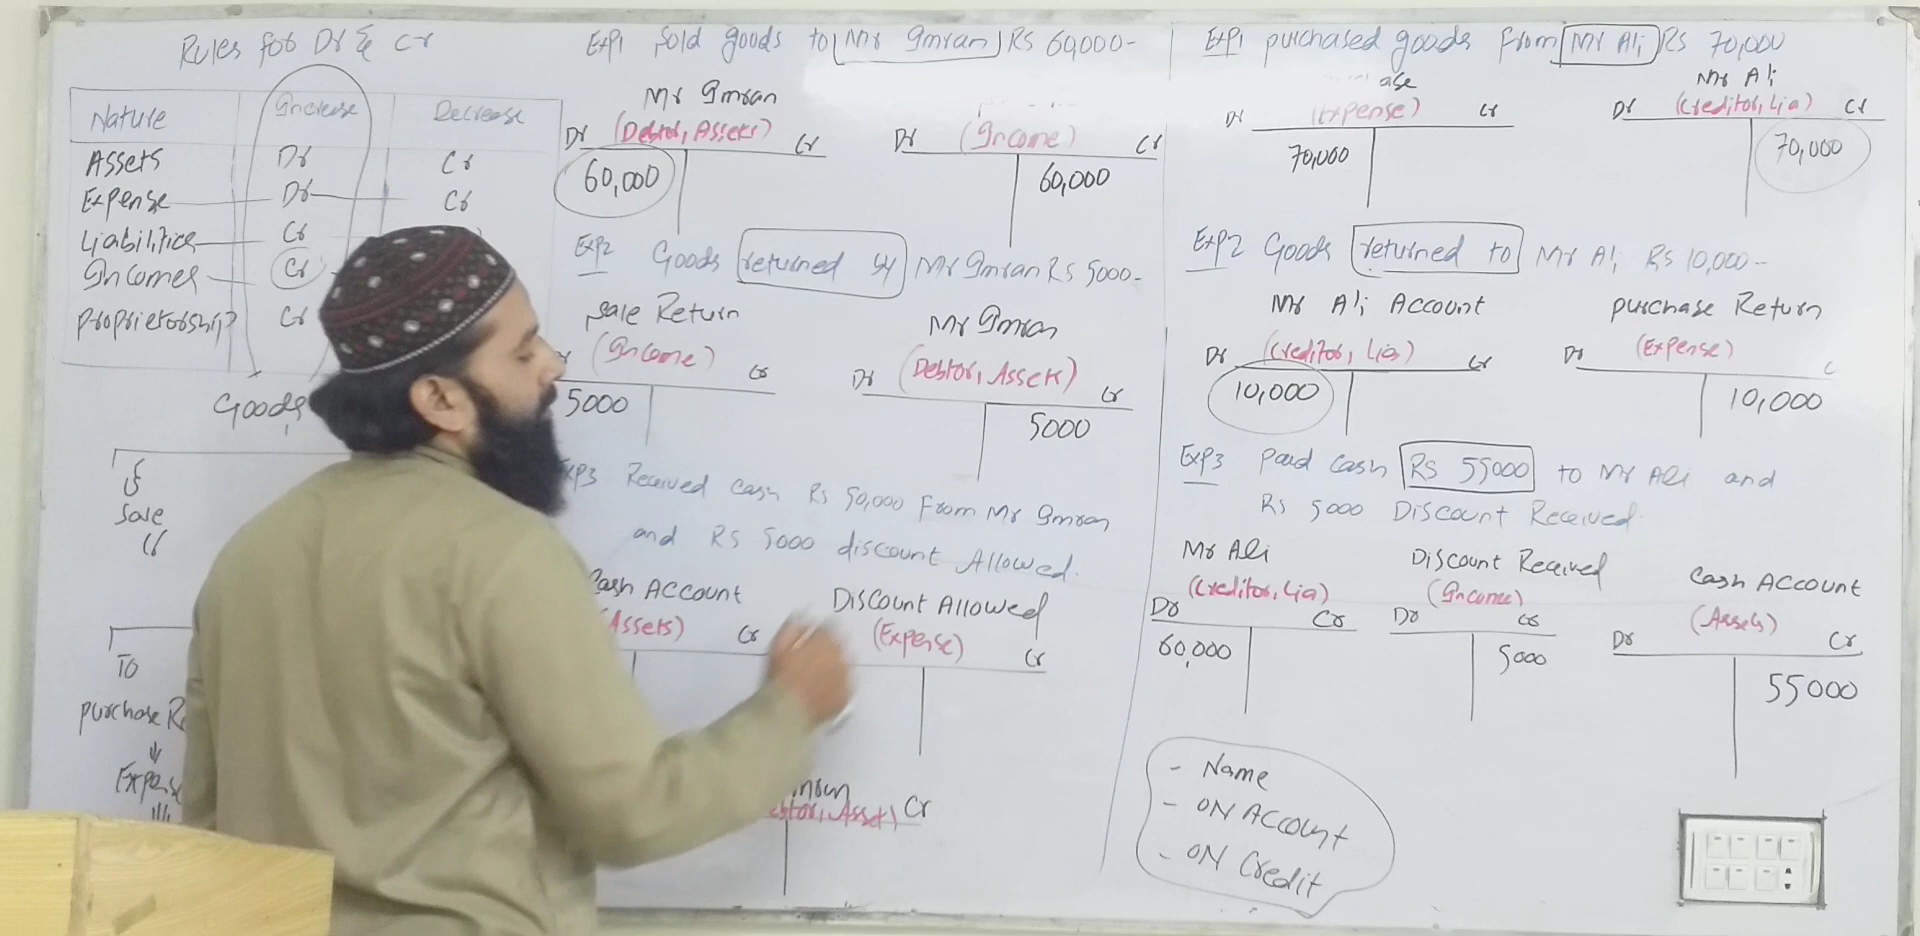 Rules for Dr & Cr
Nature Increase Decrease
Assets Dr Cr
Expense Dr Cr
Liabilities Cr
Incomes Cr
Proprietorship Cr
Goods
Sale
Cr
To
Purchase
Expense
Exp1 Sold goods to Mr Imran Rs 60,000-
Mr Imran
Dr (Debtor, Assets) Cr
60,000
Dr (Income) Cr
60,000
Exp2 Goods returned by Mr Imran Rs 5000-
Sale Return
(Income) Cr
5000
Mr Imran
Dr (Debtor, Asset) Cr
5000
Exp3 Received cash Rs 50,000 From Mr Imran
and Rs 5000 discount Allowed.
Cash Account
(Assets) Cr
Discount Allowed
(Expense) Cr
Cr
Exp1 purchased goods from Mr Ali Rs 70,000
Dr (Expense) Cr
70,000
Mr Ali
Dr (Creditor, Lia) Cr
70,000
Exp2 Goods returned to Mr Ali Rs 10,000-
Mr Ali Account
Dr (Creditor, Lia) Cr
10,000
purchase Return
Dr (Expense) C
10,000
Exp3 Paid cash Rs 55000 to Mr Ali and
Rs 5000 Discount Received.
Mr Ali
(Creditor, Lia)
Dr Cr
60,000
Discount Received
(Income)
Dr Cr
5000
Cash Account
(Assets)
Dr Cr
55000
- Name
- ON Account
- ON Credit